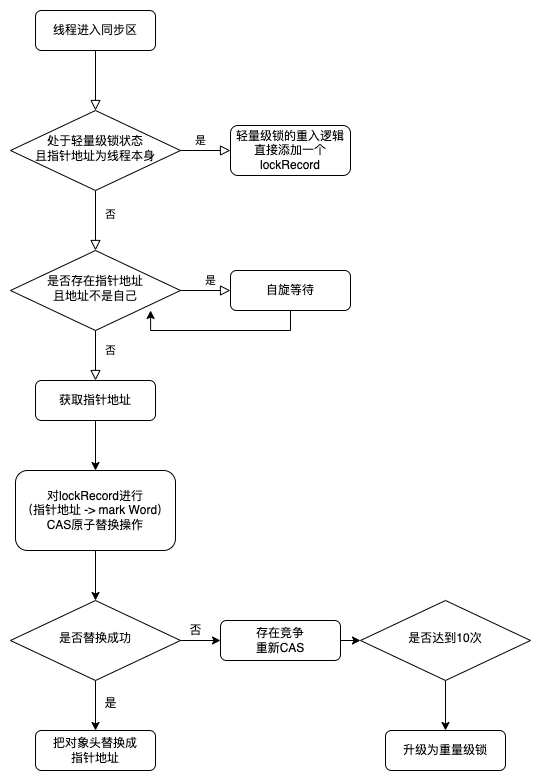 线程进入同步区
处于轻量级锁状态
且指针地址为线程本身
是
轻量级锁的重入逻辑
直接添加一个
lockRecord
否
是否存在指针地址
且地址不是自己
是
自旋等待
否
获取指针地址
对lockRecord进行
（指针地址 -> mark Word）
CAS原子替换操作
是否替换成功
否
存在竞争
重新CAS
是否达到10次
是
把对象头替换成
指针地址
升级为重量级锁